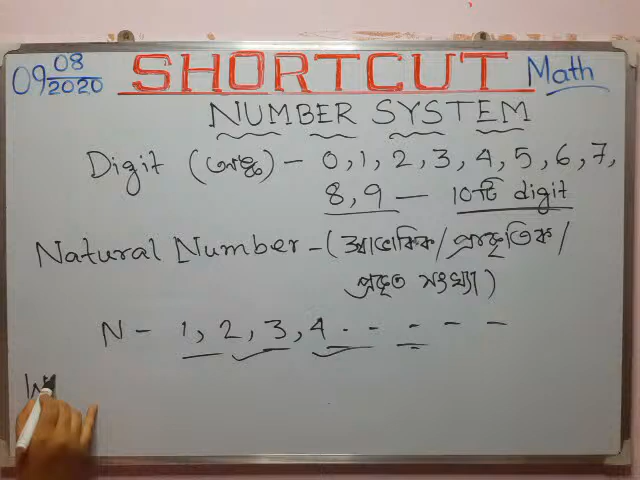 09 08/2020 SHORTCUT Math
NUMBER SYSTEM
Digit (অঙ্ক) - 0, 1, 2, 3, 4, 5, 6, 7,
8, 9 — 10টি digit
Natural Number - (স্বাভাবিক / প্রাকৃতিক /
প্রকৃত সংখ্যা)
N - 1, 2, 3, 4 - - - - -
W